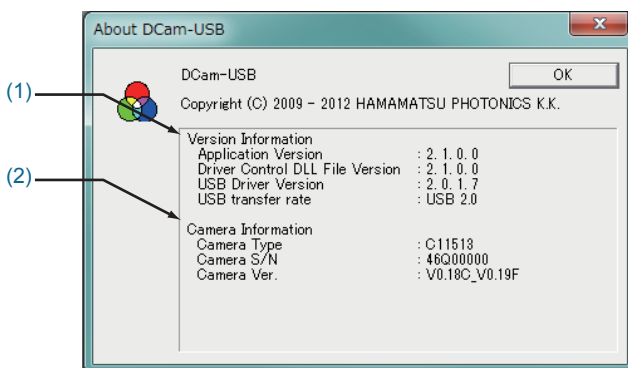 About DCam-USB
DCam-USB
OK
Copyright (C) 2009 - 2012 HAMAMATSU PHOTONICS K.K.
(1)
Version Information
Application Version : 2. 1. 0. 0
Driver Control DLL File Version : 2. 1. 0. 0
USB Driver Version : 2. 0. 1. 7
USB transfer rate : USB 2.0
(2)
Camera Information
Camera Type : C11513
Camera S/N : 46Q00000
Camera Ver. : V0.18C_V0.19F